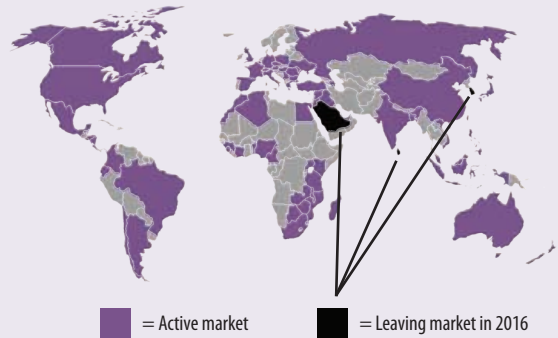 = Active market
= Leaving market in 2016